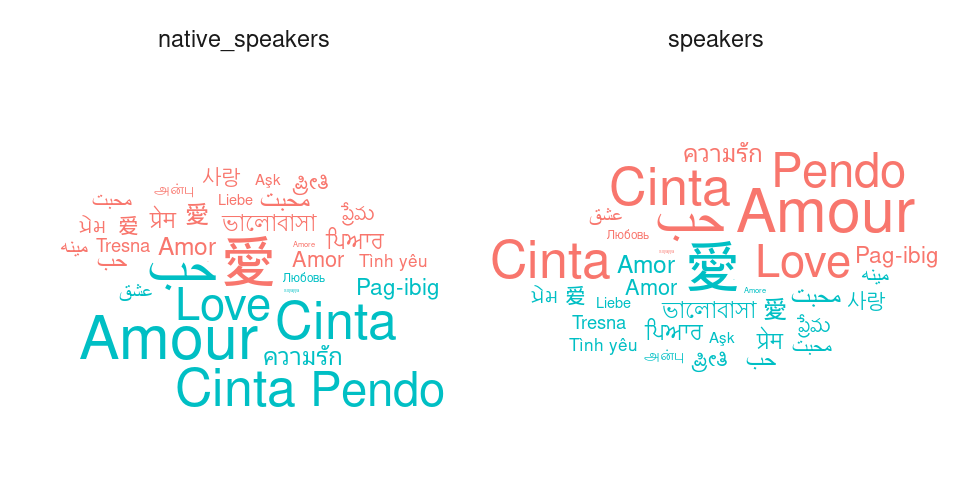 native_speakers
사랑
அன்பு
Aşk
ಪ್ರೀತಿ
محبت
Liebe
محبت
પ્રેમ
愛
प्रेम
愛
ভালোবাসা
ప్రేమ
مينه
Tresna
Amor
愛
Amore
ਪਿਆਰ
حب
حب
Amor
Tình yêu
عشق
Любовь
Pag-ibig
Love
Amour
Cinta
ความรัก
Cinta
Pendo
speakers
ความรัก
Cinta
Pendo
عشق
حب
Amour
Любовь
Cinta
Amor
愛
Love
Pag-ibig
مينه
પ્રેમ
愛
Liebe
Amor
Amore
ভালোবাসা
愛
محبت
사랑
Tresna
ਪਿਆਰ
Aşk
प्रेम
ప్రేమ
Tình yêu
அன்பு
ಪ್ರೀತಿ
حب
محبت